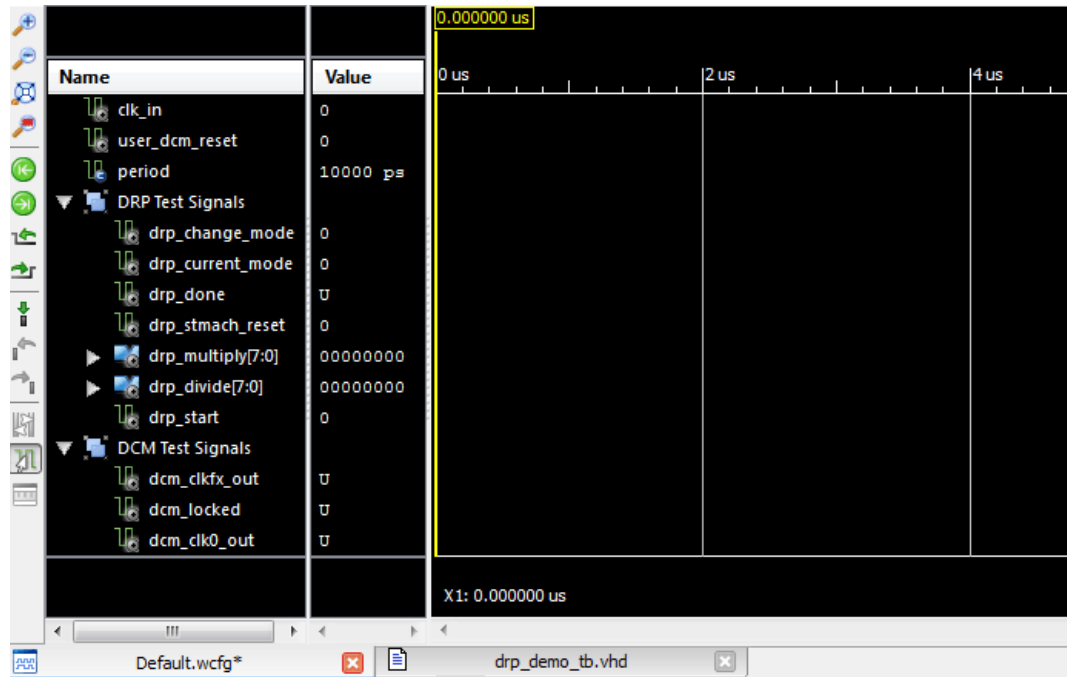 0.000000 us
Name Value 0 us 2 us 4 us
clk_in 0
user_dcm_reset 0
period 10000 ps
DRP Test Signals
drp_change_mode 0
drp_current_mode 0
drp_done U
drp_stmach_reset 0
drp_multiply[7:0] 00000000
drp_divide[7:0] 00000000
drp_start 0
DCM Test Signals
dcm_clkfx_out U
dcm_locked U
dcm_clk0_out U
X1: 0.000000 us
Default.wcfg* drp_demo_tb.vhd